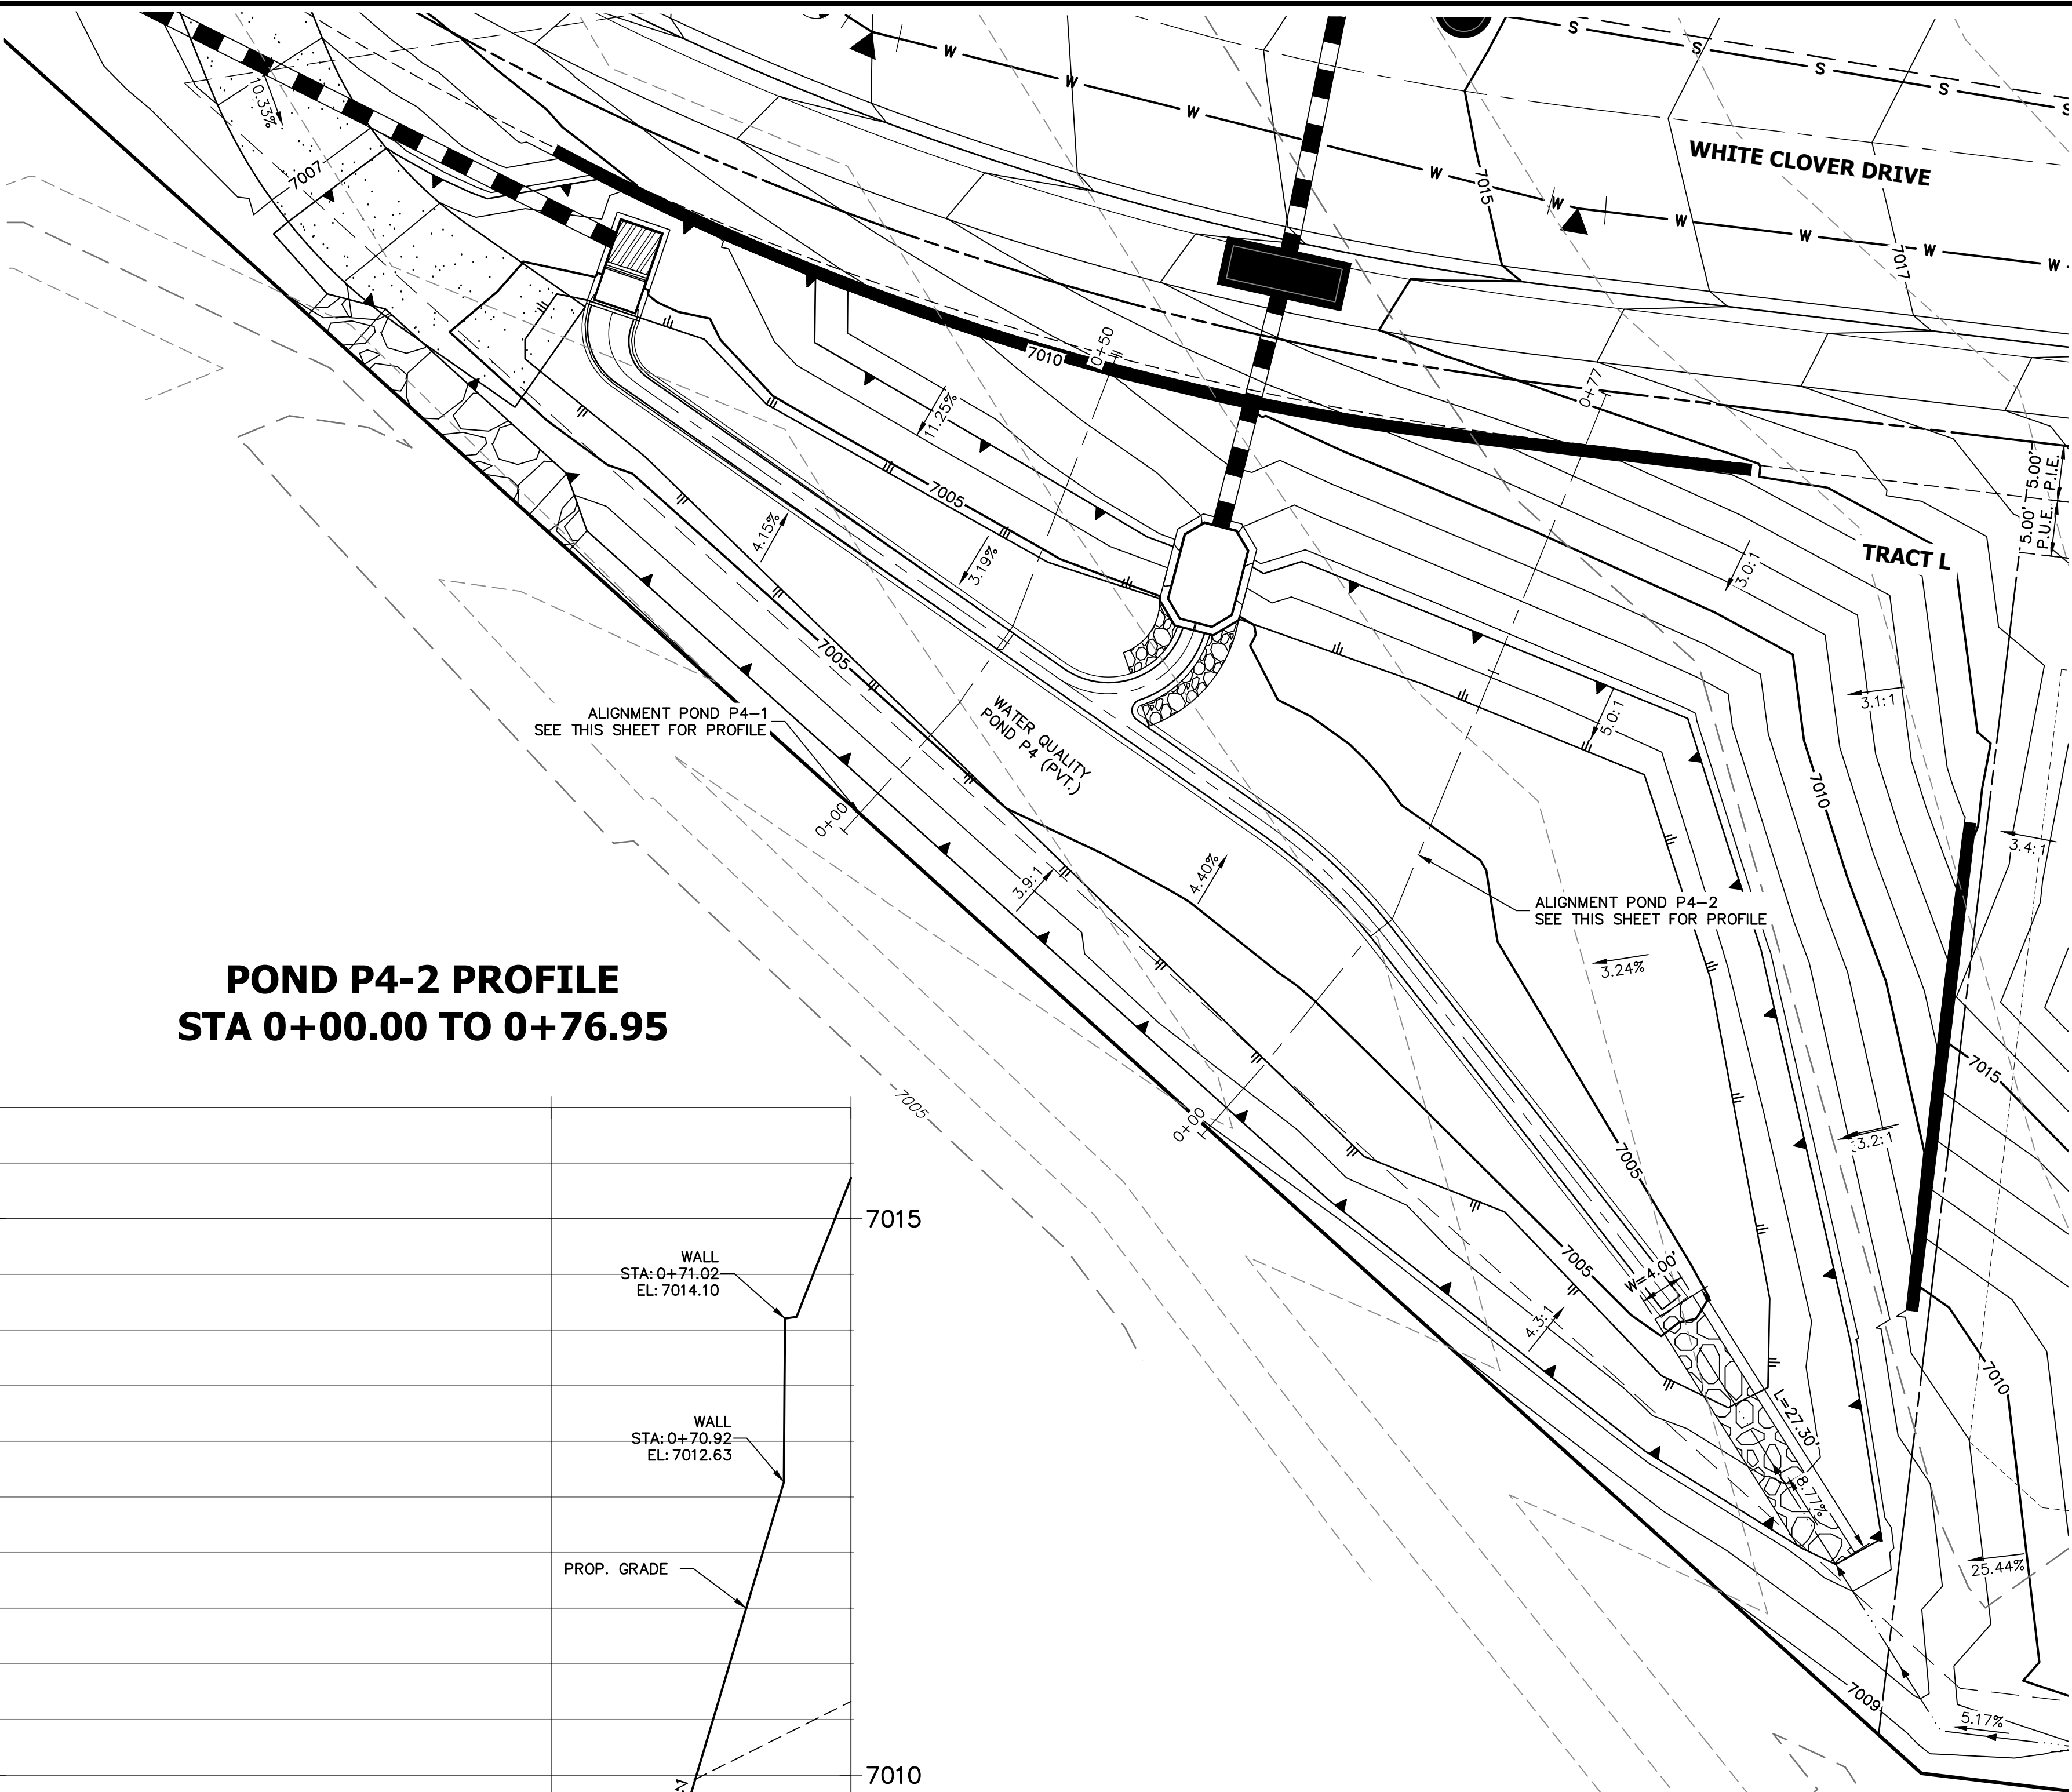 W
W
W
W
W
W
W
W
W
S
S
S
S
S
WHITE CLOVER DRIVE
10.33%
7007
7015
7017
0+50
7010
0+77
11.25%
5.00'
P.I.E.
5.00'
P.U.E.
7005
4.15%
3.19%
3.0:1
TRACT L
7005
3.1:1
5.0:1
ALIGNMENT POND P4-1
SEE THIS SHEET FOR PROFILE
WATER QUALITY
POND P4 (PVT.)
7010
0+00
3.4:1
3.9:1
4.40%
ALIGNMENT POND P4-2
SEE THIS SHEET FOR PROFILE
3.24%
POND P4-2 PROFILE
STA 0+00.00 TO 0+76.95
7015
7005
0+00
3.2:1
7005
7015
WALL
STA: 0+71.02
EL: 7014.10
7005
W=4.00'
4.3:1
7010
L=27.30'
WALL
STA: 0+70.92
EL: 7012.63
8.77%
PROP. GRADE
25.44%
7009
5.17%
7010